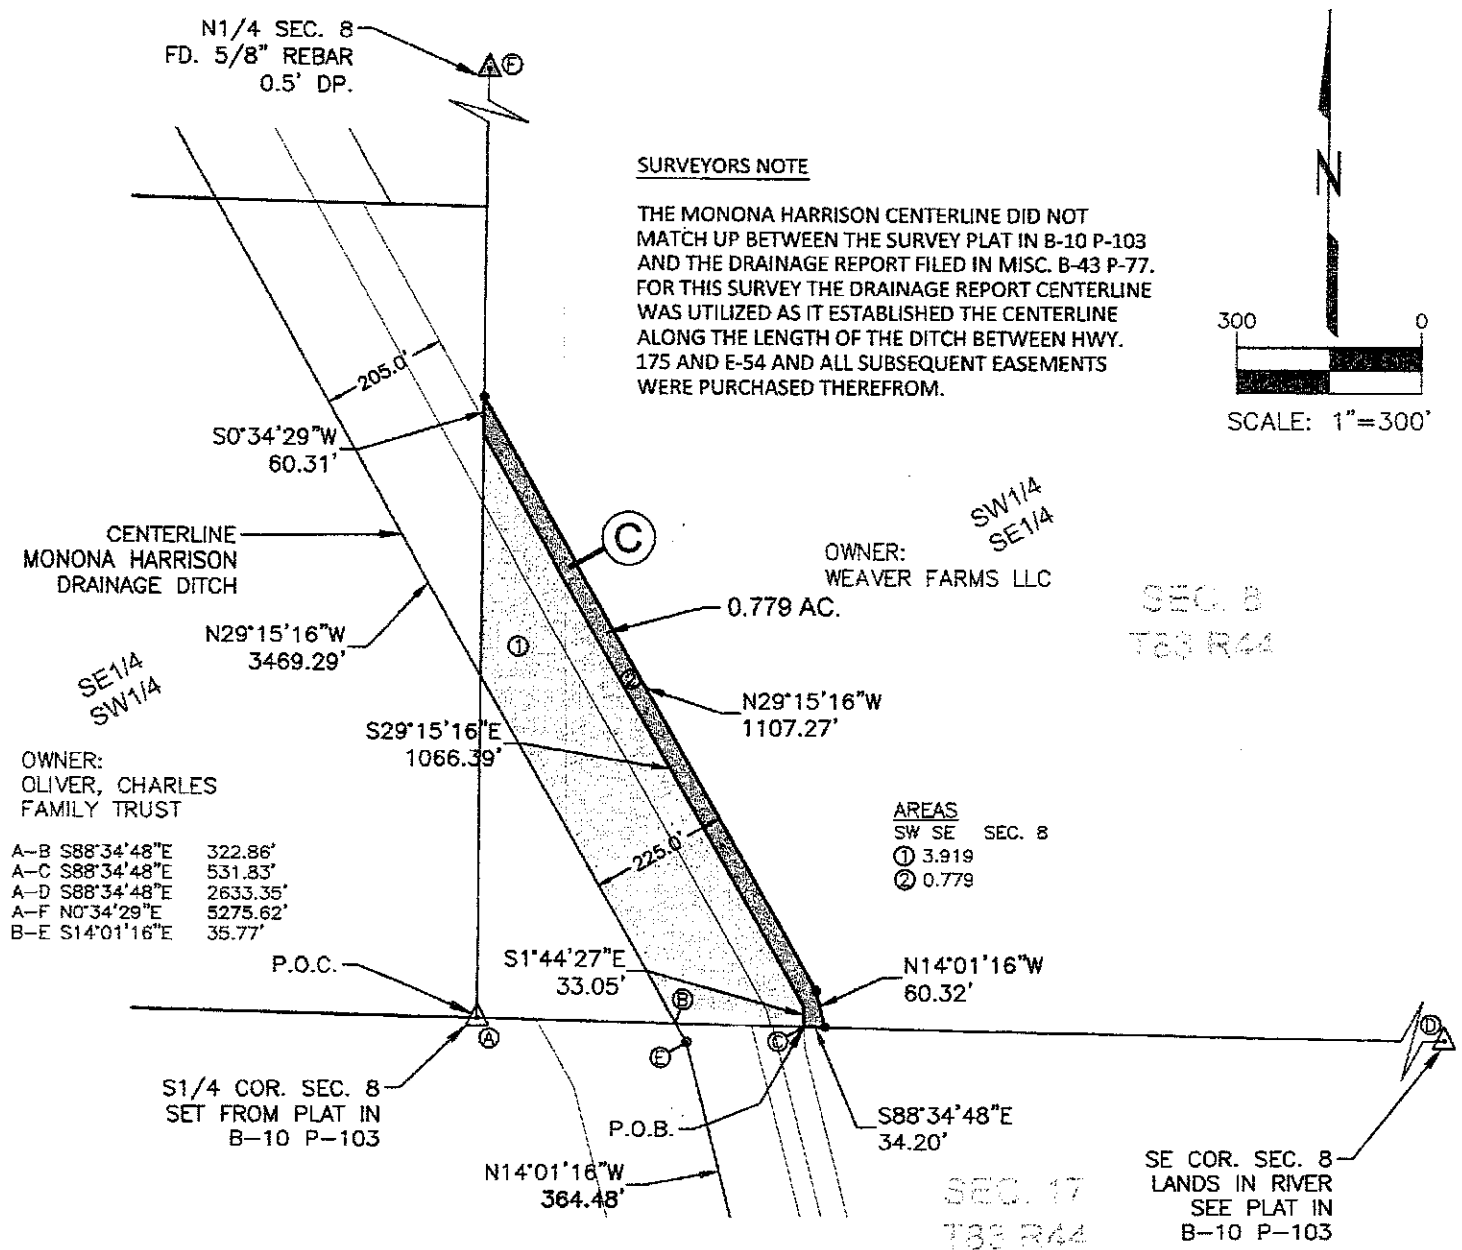 N1/4 SEC. 8
FD. 5/8" REBAR
0.5' DP.
F
SURVEYORS NOTE
THE MONONA HARRISON CENTERLINE DID NOT
MATCH UP BETWEEN THE SURVEY PLAT IN B-10 P-103
AND THE DRAINAGE REPORT FILED IN MISC. B-43 P-77.
FOR THIS SURVEY THE DRAINAGE REPORT CENTERLINE
WAS UTILIZED AS IT ESTABLISHED THE CENTERLINE
ALONG THE LENGTH OF THE DITCH BETWEEN HWY.
175 AND E-54 AND ALL SUBSEQUENT EASEMENTS
WERE PURCHASED THEREFROM.
N
300 0
SCALE: 1"=300'
205.0'
S0°34'29"W
60.31'
CENTERLINE
MONONA HARRISON
DRAINAGE DITCH
C
SW1/4
SE1/4
OWNER:
WEAVER FARMS LLC
0.779 AC.
SEC. 8
T83 R44
N29°15'16"W
3469.29'
1
2
SE1/4
SW1/4
N29°15'16"W
1107.27'
S29°15'16"E
1066.39'
OWNER:
OLIVER, CHARLES
FAMILY TRUST
AREAS
SW SE SEC. 8
1 3.919
2 0.779
225.0'
A-B S88°34'48"E 322.86'
A-C S88°34'48"E 531.83'
A-D S88°34'48"E 2633.35'
A-F N0°34'29"E 5275.62'
B-E S14°01'16"E 35.77'
P.O.C.
S1°44'27"E
33.05'
N14°01'16"W
60.32'
B
A
E
C
D
S1/4 COR. SEC. 8
SET FROM PLAT IN
B-10 P-103
P.O.B.
S88°34'48"E
34.20'
N14°01'16"W
364.48'
SEC. 17
T83 R44
SE COR. SEC. 8
LANDS IN RIVER
SEE PLAT IN
B-10 P-103